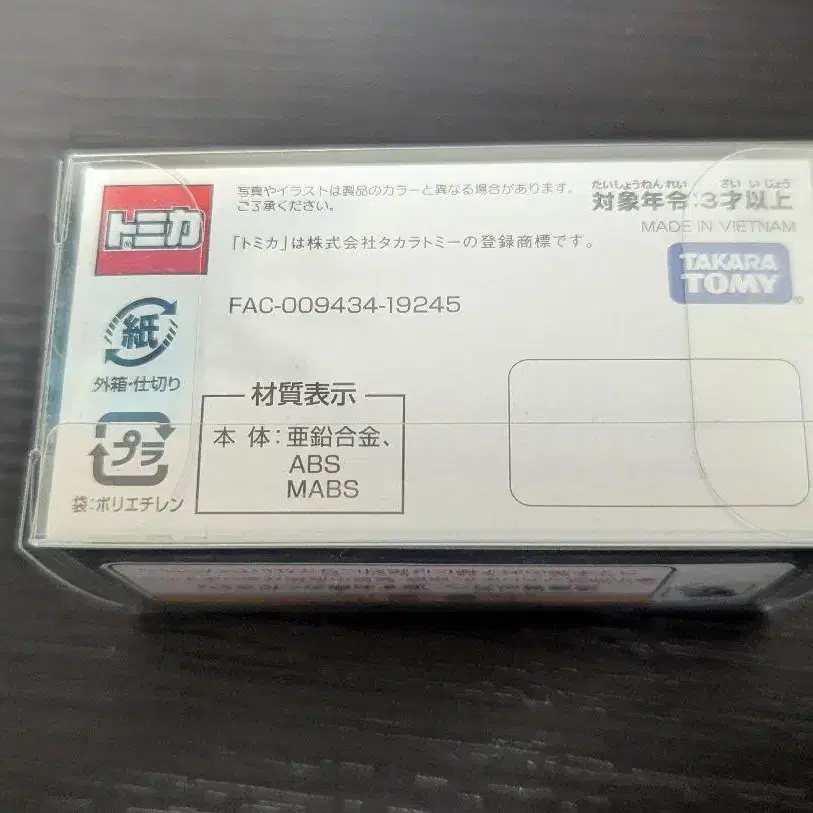 トミカ
写真やイラストは製品のカラーと異なる場合があります。
ご了承ください。
「トミカ」は株式会社タカラトミーの登録商標です。
FAC-009434-19245
たいしょうねんれい さい いじょう
対象年令:3才以上
MADE IN VIETNAM
TAKARA
TOMY®
紙
外箱・仕切り
プラ
袋:ポリエチレン
材質表示
本 体:亜鉛合金、
ABS
MABS